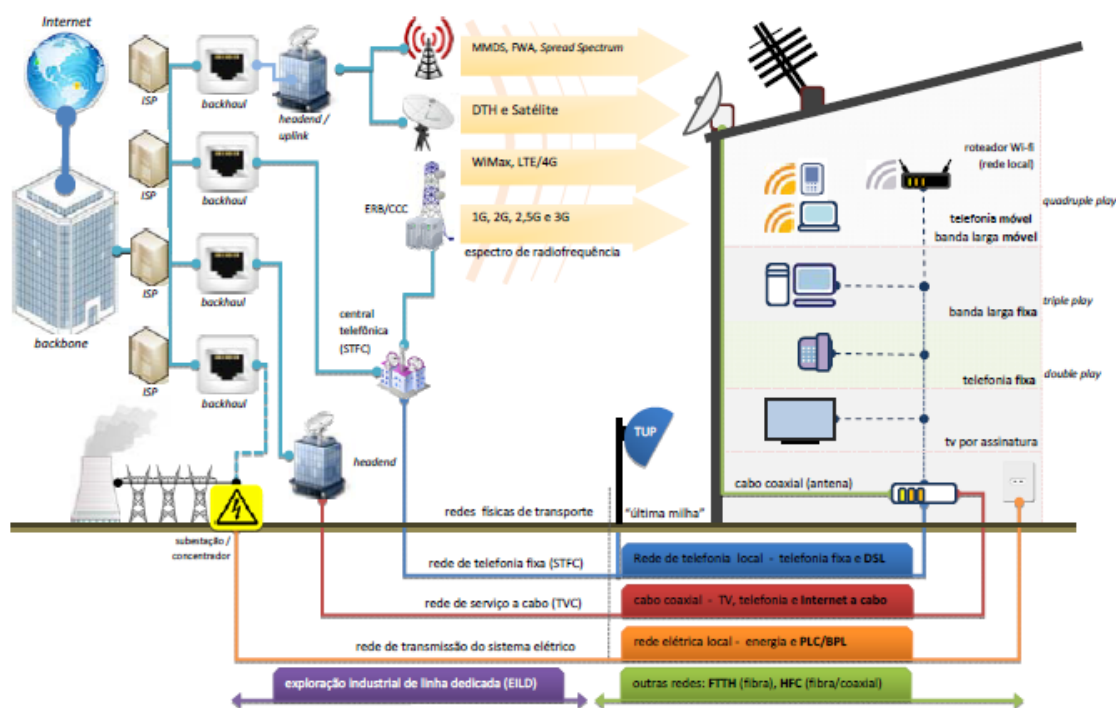 Internet
ISP
backhaul
headend /
uplink
MMDS, FWA, Spread Spectrum
DTH e Satélite
WiMax, LTE/4G
1G, 2G, 2,5G e 3G
espectro de radiofrequência
ERB/CCC
ISP
backhaul
ISP
backhaul
ISP
backhaul
backbone
central
telefônica
(STFC)
headend
roteador Wi-fi
(rede local)
quadruple play
telefonia móvel
banda larga móvel
triple play
banda larga fixa
double play
telefonia fixa
tv por assinatura
TUP
cabo coaxial (antena)
redes físicas de transporte
"última milha"
subestação /
concentrador
rede de telefonia fixa (STFC)
Rede de telefonia local - telefonia fixa e DSL
rede de serviço a cabo (TVC)
cabo coaxial - TV, telefonia e Internet a cabo
rede de transmissão do sistema elétrico
rede elétrica local - energia e PLC/BPL
exploração industrial de linha dedicada (EILD)
outras redes: FTTH (fibra), HFC (fibra/coaxial)